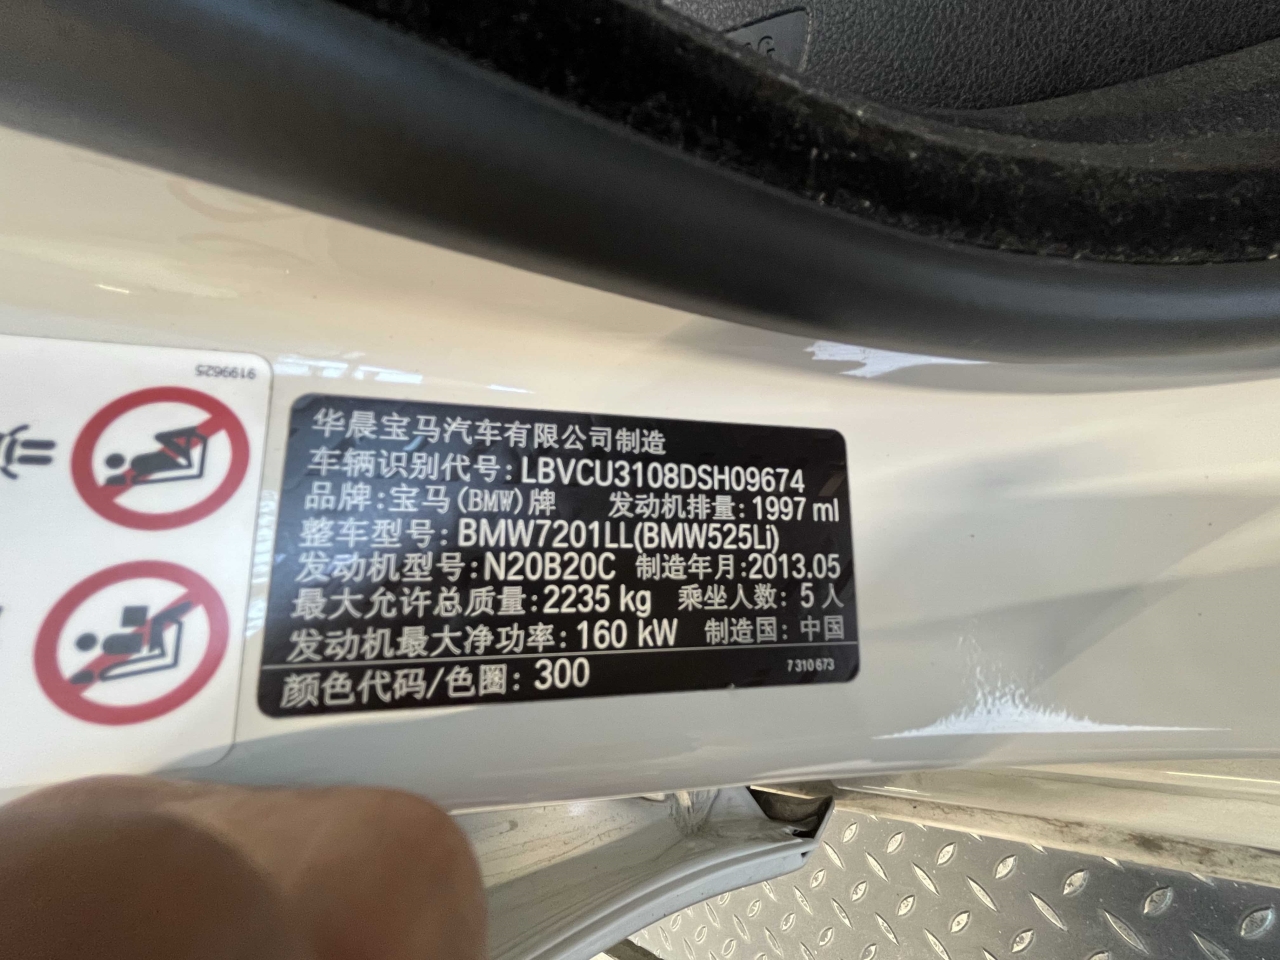 9199625
华晨宝马汽车有限公司制造
车辆识别代号:LBVCU3108DSH09674
品牌:宝马(BMW)牌 发动机排量:1997 ml
整车型号:BMW7201LL(BMW525Li)
发动机型号:N20B20C 制造年月:2013.05
最大允许总质量:2235 kg 乘坐人数: 5 人
发动机最大净功率:160 kW 制造国: 中国
颜色代码/色圈: 300 7 310 673